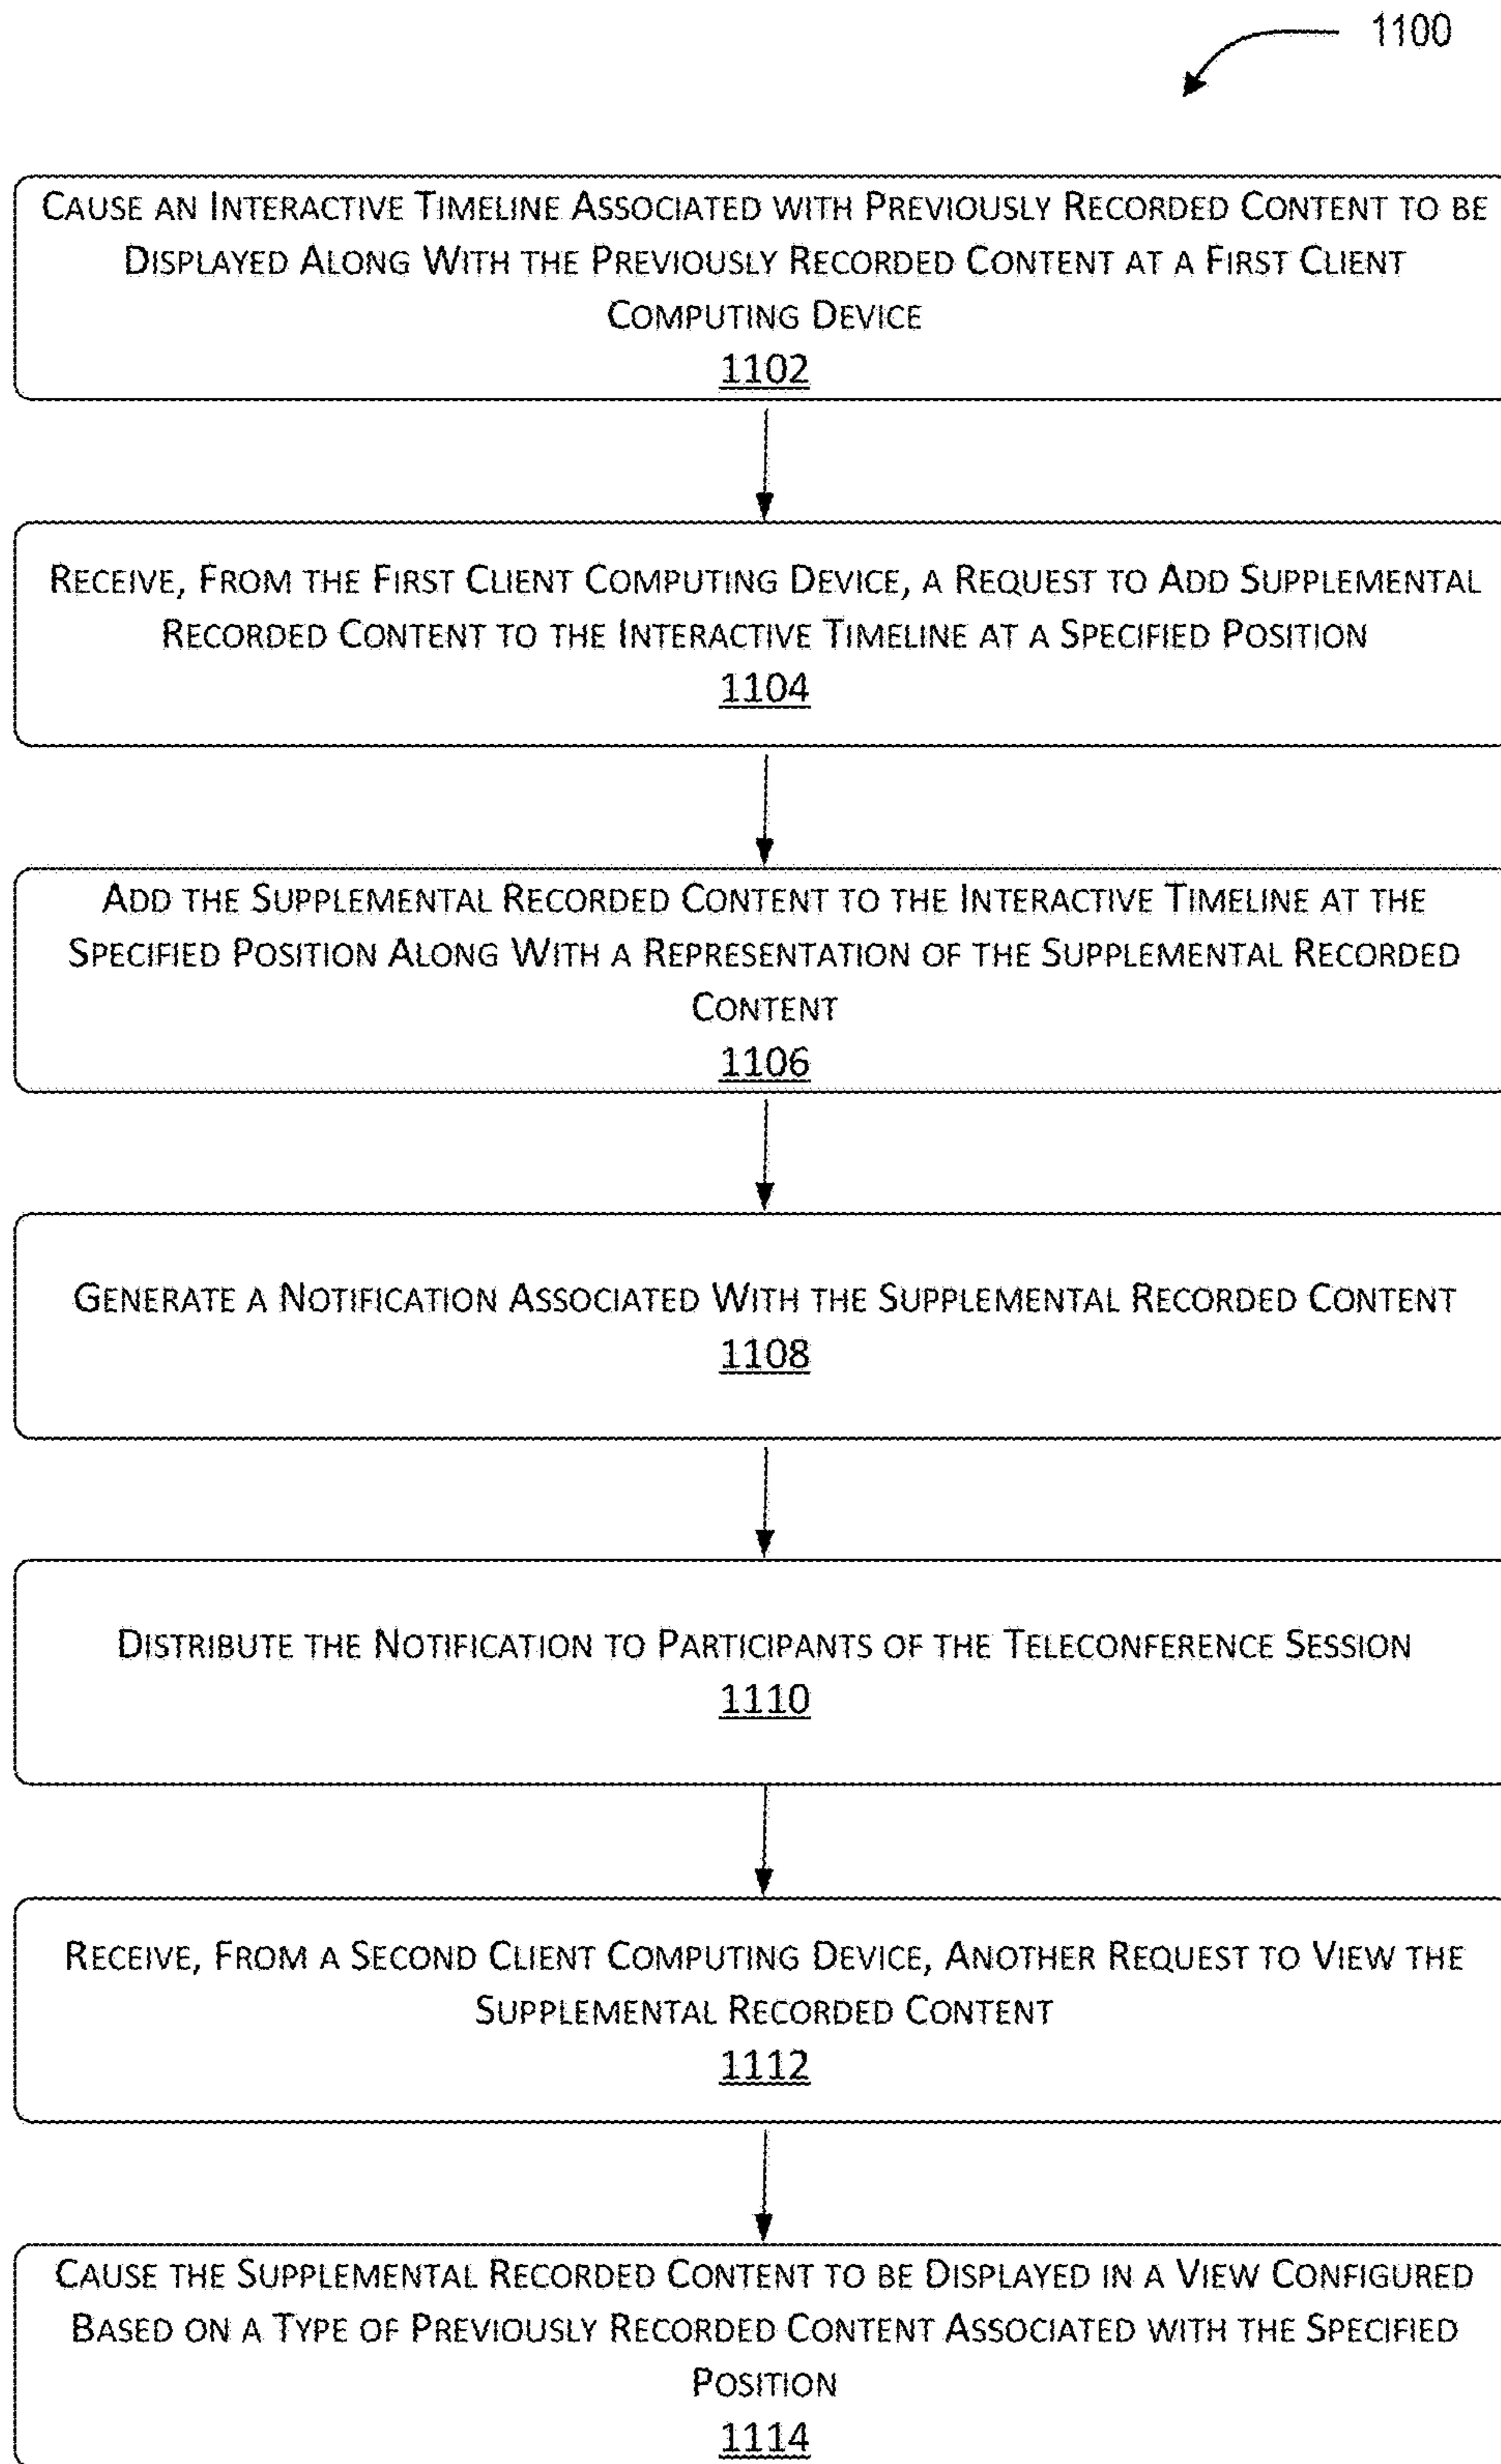 1100
CAUSE AN INTERACTIVE TIMELINE ASSOCIATED WITH PREVIOUSLY RECORDED CONTENT TO BE
DISPLAYED ALONG WITH THE PREVIOUSLY RECORDED CONTENT AT A FIRST CLIENT
COMPUTING DEVICE
1102
RECEIVE, FROM THE FIRST CLIENT COMPUTING DEVICE, A REQUEST TO ADD SUPPLEMENTAL
RECORDED CONTENT TO THE INTERACTIVE TIMELINE AT A SPECIFIED POSITION
1104
ADD THE SUPPLEMENTAL RECORDED CONTENT TO THE INTERACTIVE TIMELINE AT THE
SPECIFIED POSITION ALONG WITH A REPRESENTATION OF THE SUPPLEMENTAL RECORDED
CONTENT
1106
GENERATE A NOTIFICATION ASSOCIATED WITH THE SUPPLEMENTAL RECORDED CONTENT
1108
DISTRIBUTE THE NOTIFICATION TO PARTICIPANTS OF THE TELECONFERENCE SESSION
1110
RECEIVE, FROM A SECOND CLIENT COMPUTING DEVICE, ANOTHER REQUEST TO VIEW THE
SUPPLEMENTAL RECORDED CONTENT
1112
CAUSE THE SUPPLEMENTAL RECORDED CONTENT TO BE DISPLAYED IN A VIEW CONFIGURED
BASED ON A TYPE OF PREVIOUSLY RECORDED CONTENT ASSOCIATED WITH THE SPECIFIED
POSITION
1114